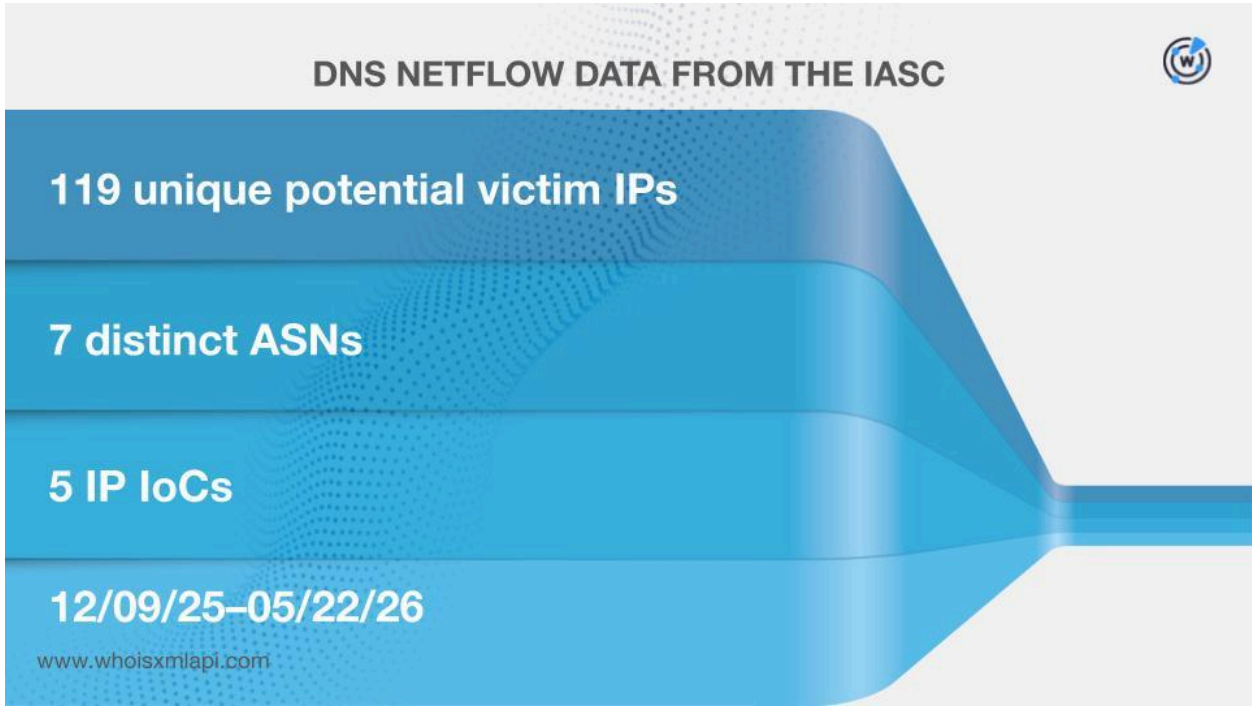 DNS NETFLOW DATA FROM THE IASC
W
119 unique potential victim IPs
7 distinct ASNs
5 IP IoCs
12/09/25–05/22/26
www.whoisxmlapi.com